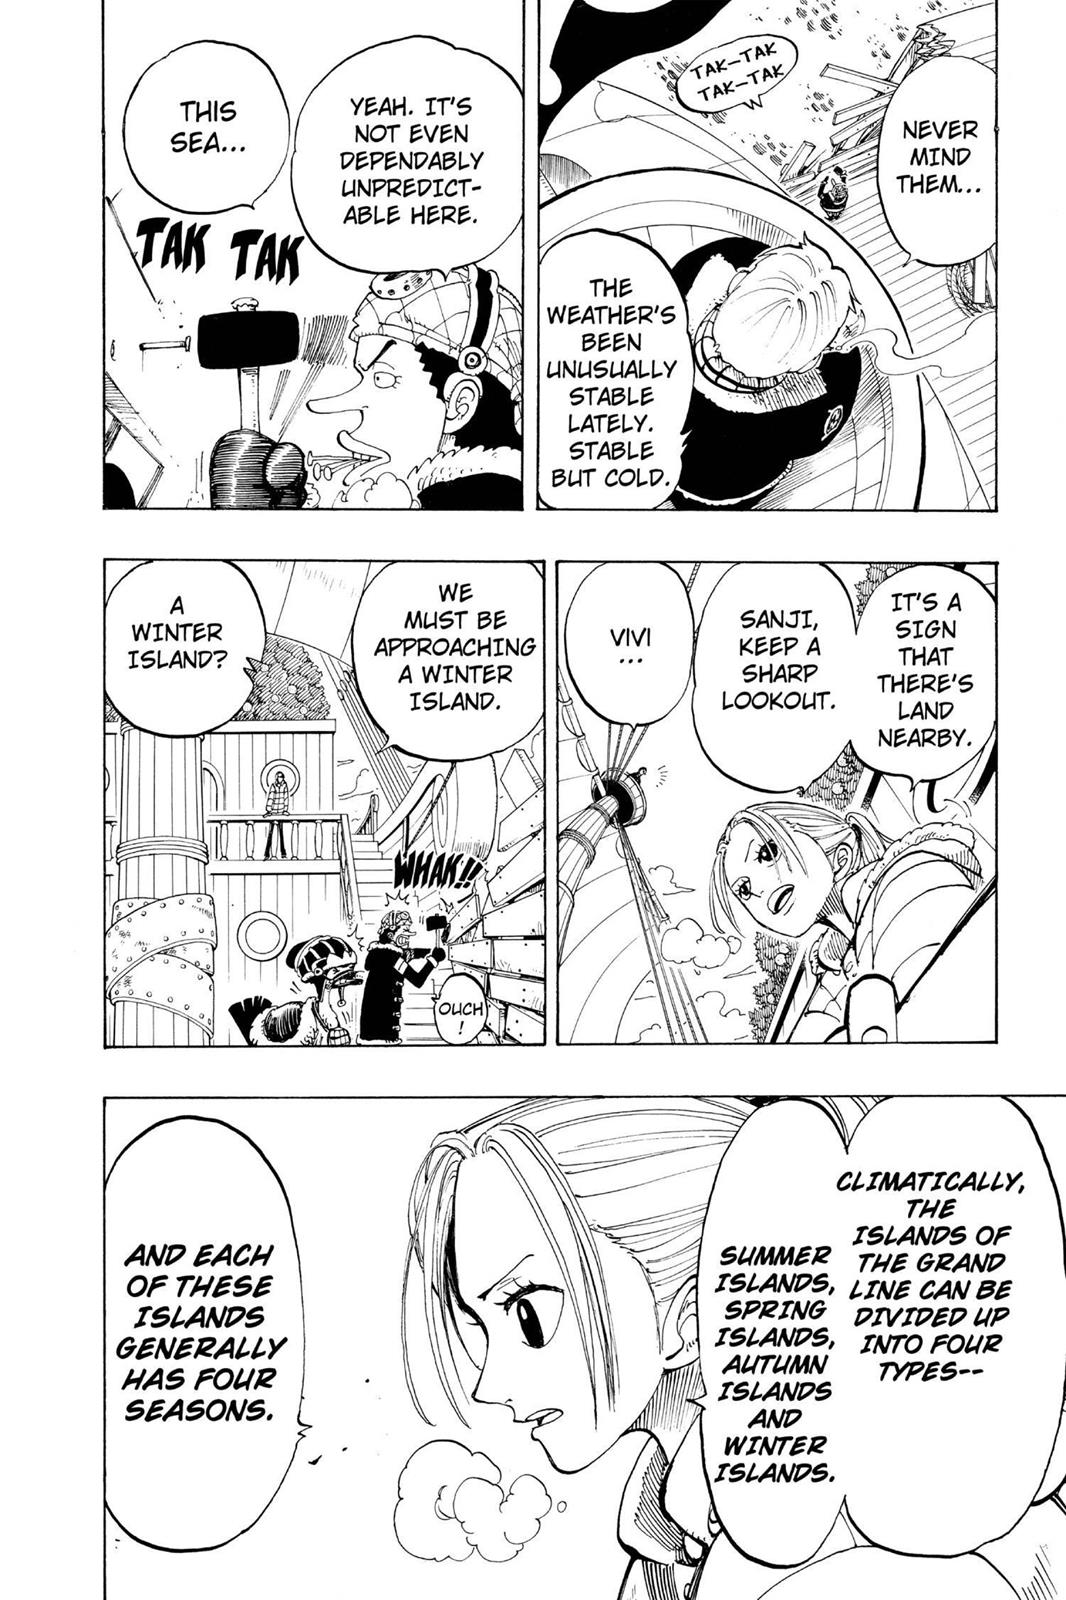 NEVER
MIND
THEM...
TAK-TAK
TAK-TAK
THE
WEATHER'S
BEEN
UNUSUALLY
STABLE
LATELY.
STABLE
BUT COLD.
YEAH. IT'S
NOT EVEN
DEPENDABLY
UNPREDICT-
ABLE HERE.
THIS
SEA...
TAK TAK
IT'S A
SIGN
THAT
THERE'S
LAND
NEARBY.
SANJI,
KEEP A
SHARP
LOOKOUT.
VIVI
...
WE
MUST BE
APPROACHING
A WINTER
ISLAND.
A
WINTER
ISLAND?
WHAK!!
OUCH
!
CLIMATICALLY,
THE
ISLANDS OF
THE GRAND
LINE CAN BE
DIVIDED UP
INTO FOUR
TYPES--
SUMMER
ISLANDS,
SPRING
ISLANDS,
AUTUMN
ISLANDS
AND
WINTER
ISLANDS.
AND EACH
OF THESE
ISLANDS
GENERALLY
HAS FOUR
SEASONS.